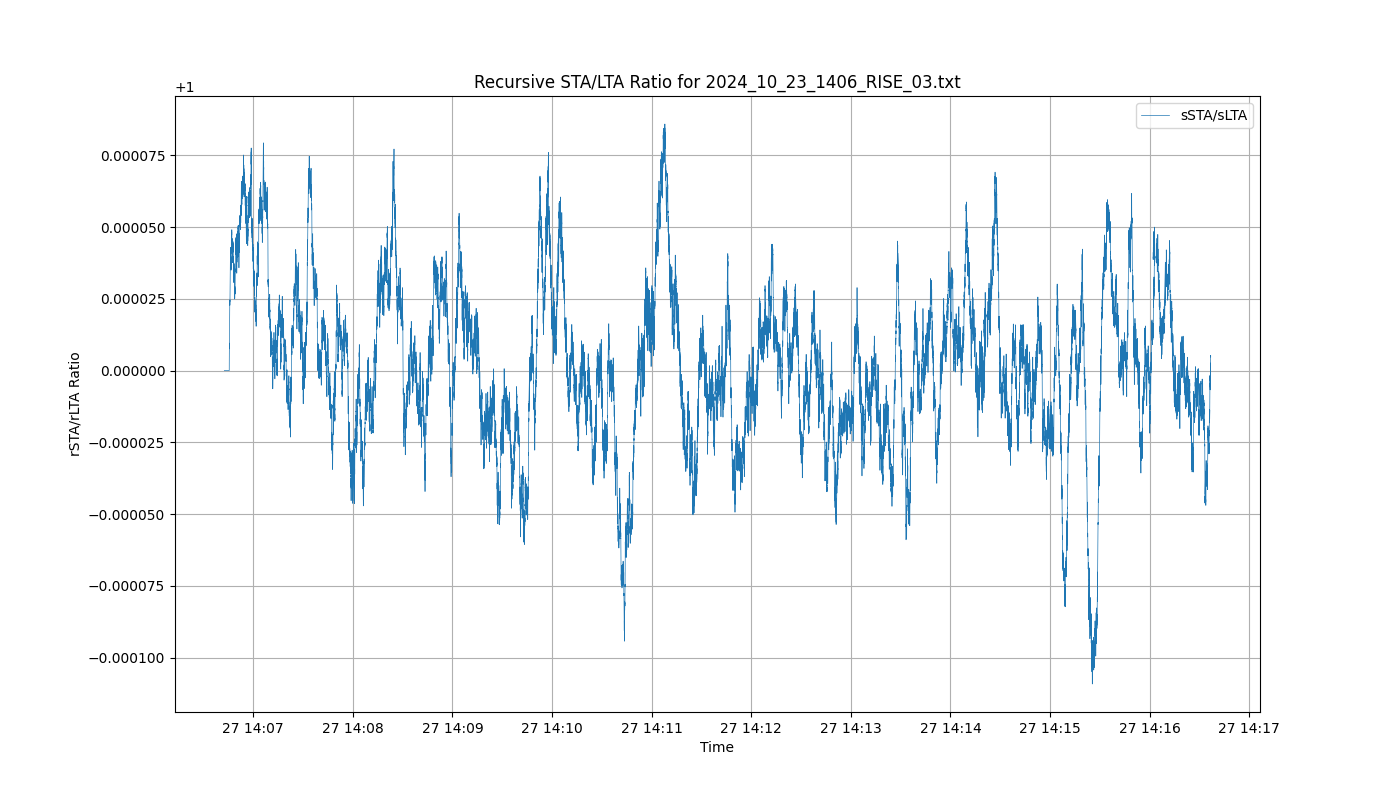 Recursive STA/LTA Ratio for 2024_10_23_1406_RISE_03.txt
+1
sSTA/sLTA
0.000075
0.000050
0.000025
0.000000
−0.000025
−0.000050
−0.000075
−0.000100
rSTA/rLTA Ratio
27 14:07 27 14:08 27 14:09 27 14:10 27 14:11 27 14:12 27 14:13 27 14:14 27 14:15 27 14:16 27 14:17
Time